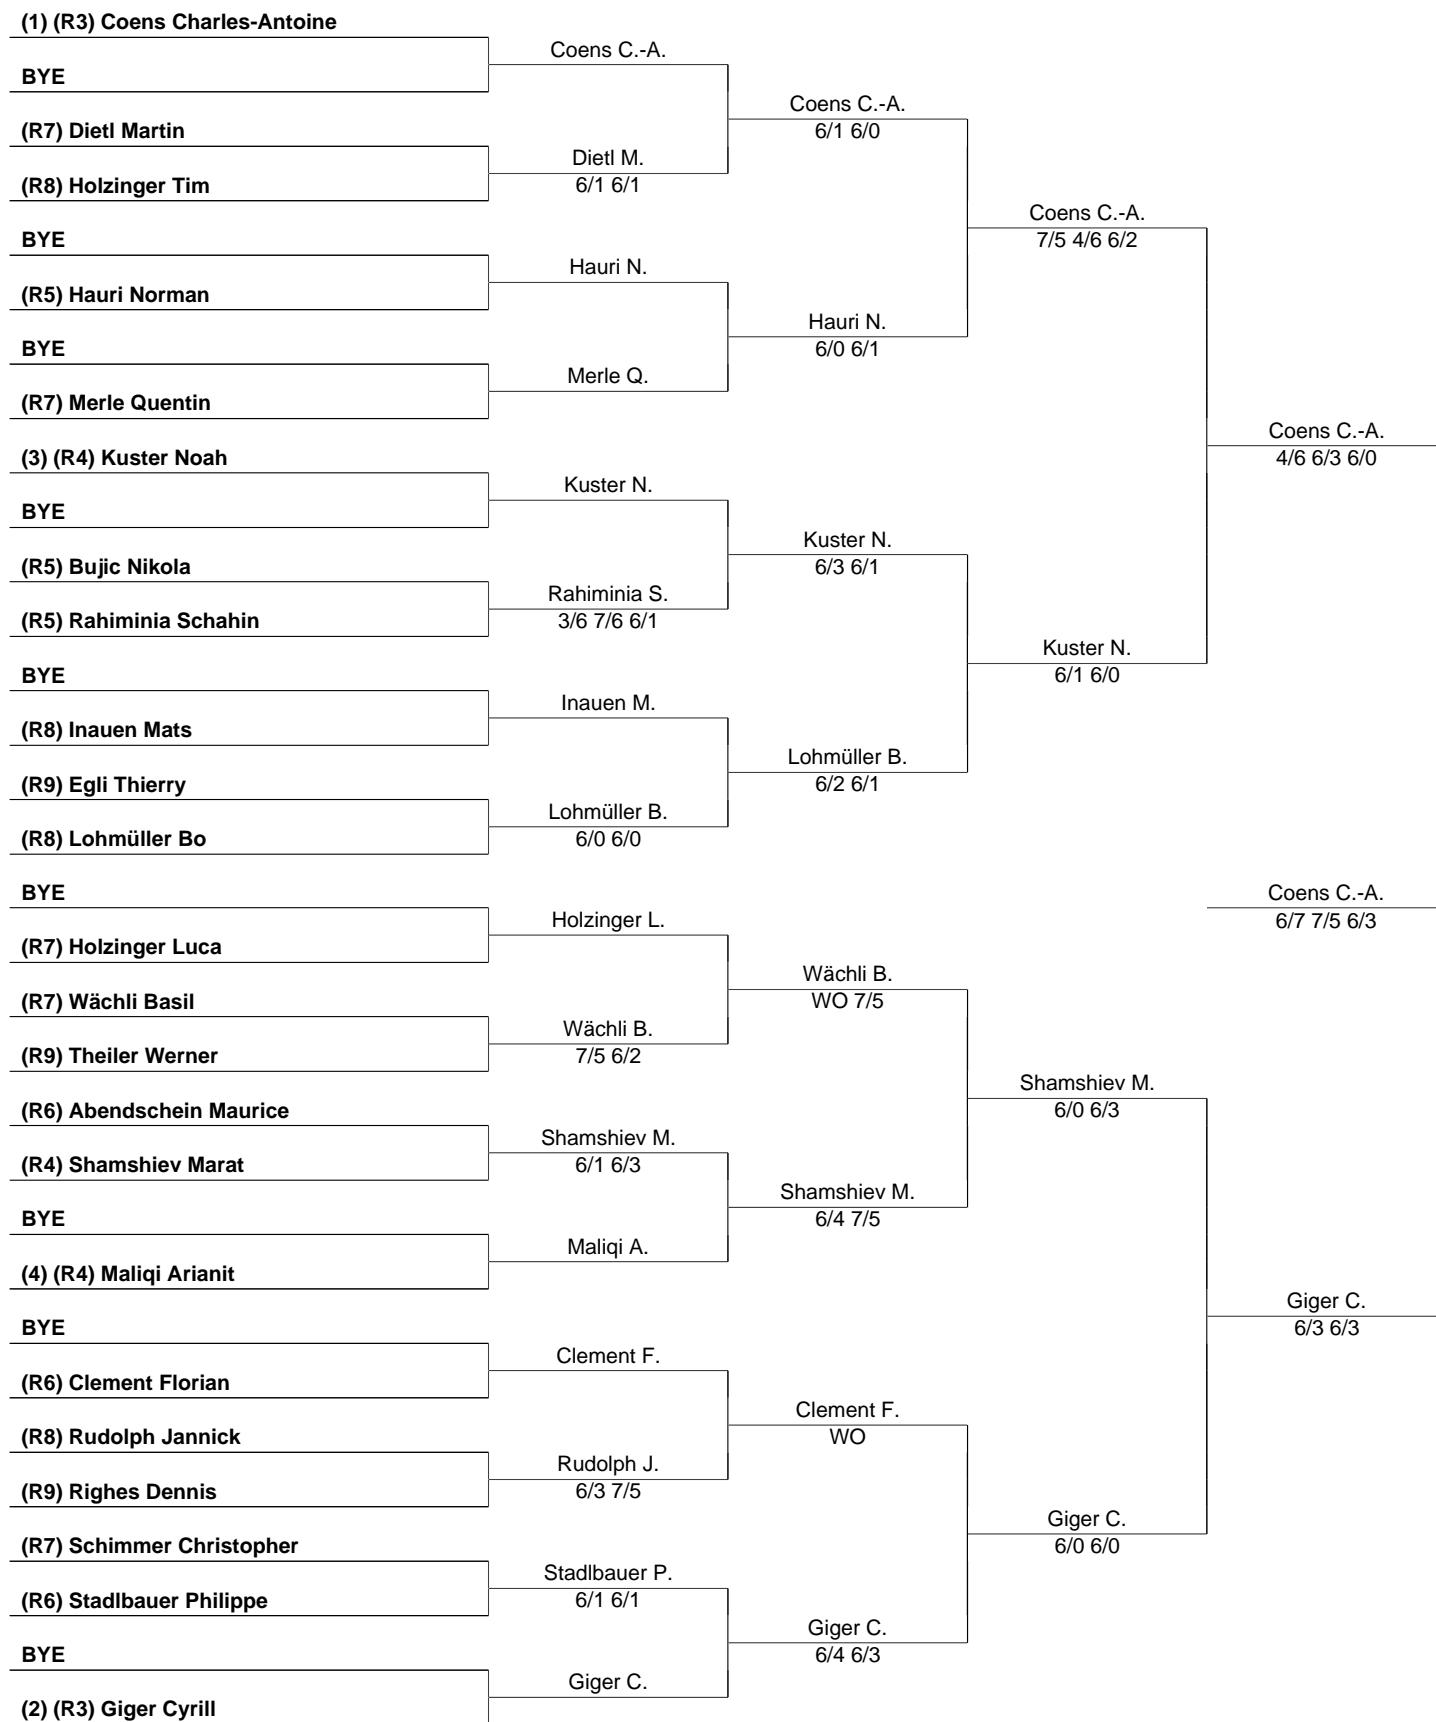 (1) (R3) Coens Charles-Antoine
Coens C.-A.
BYE
Coens C.-A.
6/1 6/0
(R7) Dietl Martin
Dietl M.
6/1 6/1
(R8) Holzinger Tim
Coens C.-A.
7/5 4/6 6/2
BYE
Hauri N.
(R5) Hauri Norman
Hauri N.
6/0 6/1
BYE
Merle Q.
(R7) Merle Quentin
Coens C.-A.
4/6 6/3 6/0
(3) (R4) Kuster Noah
Kuster N.
BYE
Kuster N.
6/3 6/1
(R5) Bujic Nikola
Rahiminia S.
3/6 7/6 6/1
(R5) Rahiminia Schahin
Kuster N.
6/1 6/0
BYE
Inauen M.
(R8) Inauen Mats
Lohmüller B.
6/2 6/1
(R9) Egli Thierry
Lohmüller B.
6/0 6/0
(R8) Lohmüller Bo
BYE
Coens C.-A.
6/7 7/5 6/3
Holzinger L.
(R7) Holzinger Luca
Wächli B.
WO 7/5
(R7) Wächli Basil
Wächli B.
7/5 6/2
(R9) Theiler Werner
Shamshiev M.
6/0 6/3
(R6) Abendschein Maurice
Shamshiev M.
6/1 6/3
(R4) Shamshiev Marat
Shamshiev M.
6/4 7/5
BYE
Maliqi A.
(4) (R4) Maliqi Arianit
Giger C.
6/3 6/3
BYE
Clement F.
(R6) Clement Florian
Clement F.
WO
(R8) Rudolph Jannick
Rudolph J.
6/3 7/5
(R9) Righes Dennis
Giger C.
6/0 6/0
(R7) Schimmer Christopher
Stadlbauer P.
6/1 6/1
(R6) Stadlbauer Philippe
Giger C.
6/4 6/3
BYE
Giger C.
(2) (R3) Giger Cyrill